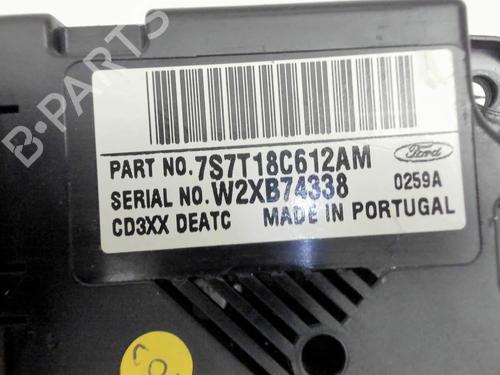 B-PARTS
PART NO. 7S7T18C612AM
Ford
SERIAL NO. W2XB74338
0259A
CD3XX DEATC MADE IN PORTUGAL